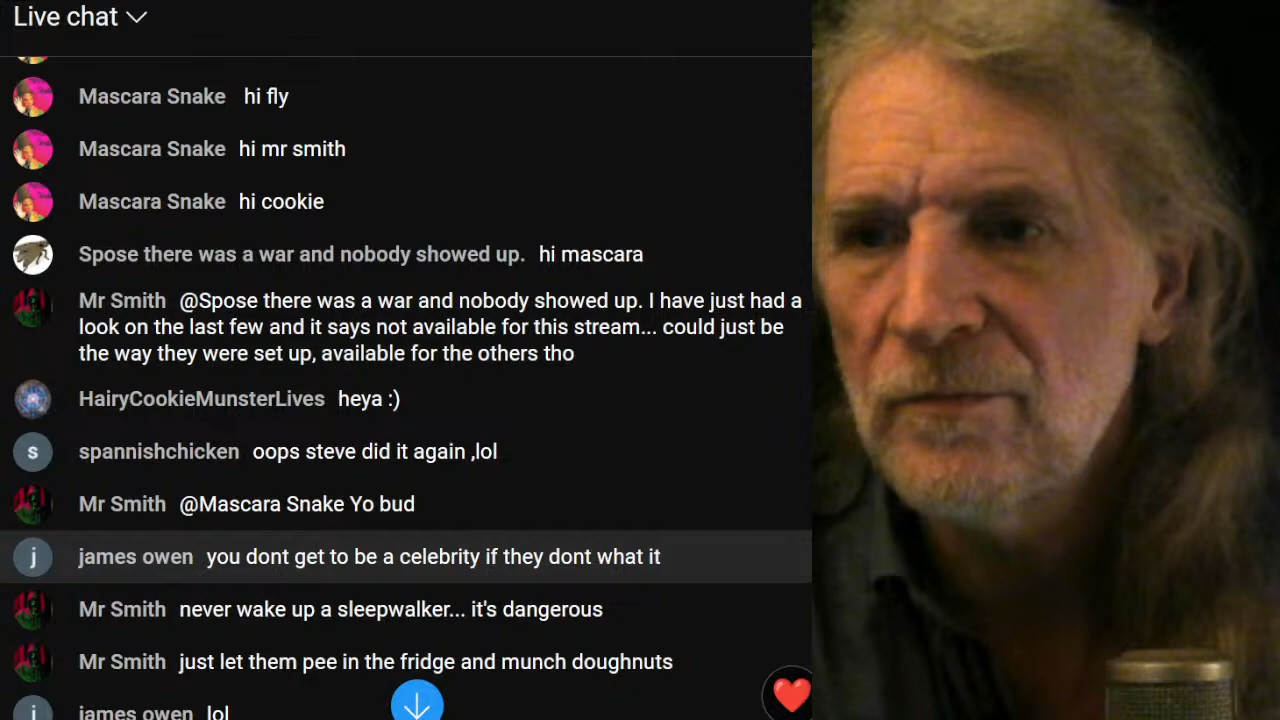 Live chat
Mascara Snake hi fly
Mascara Snake hi mr smith
Mascara Snake hi cookie
Spose there was a war and nobody showed up. hi mascara
Mr Smith @Spose there was a war and nobody showed up. I have just had a
look on the last few and it says not available for this stream... could just be
the way they were set up, available for the others tho
HairyCookieMunsterLives heya :)
s
spannishchicken oops steve did it again ,lol
Mr Smith @Mascara Snake Yo bud
j
james owen you dont get to be a celebrity if they dont what it
Mr Smith never wake up a sleepwalker... it's dangerous
Mr Smith just let them pee in the fridge and munch doughnuts
j
james owen lol